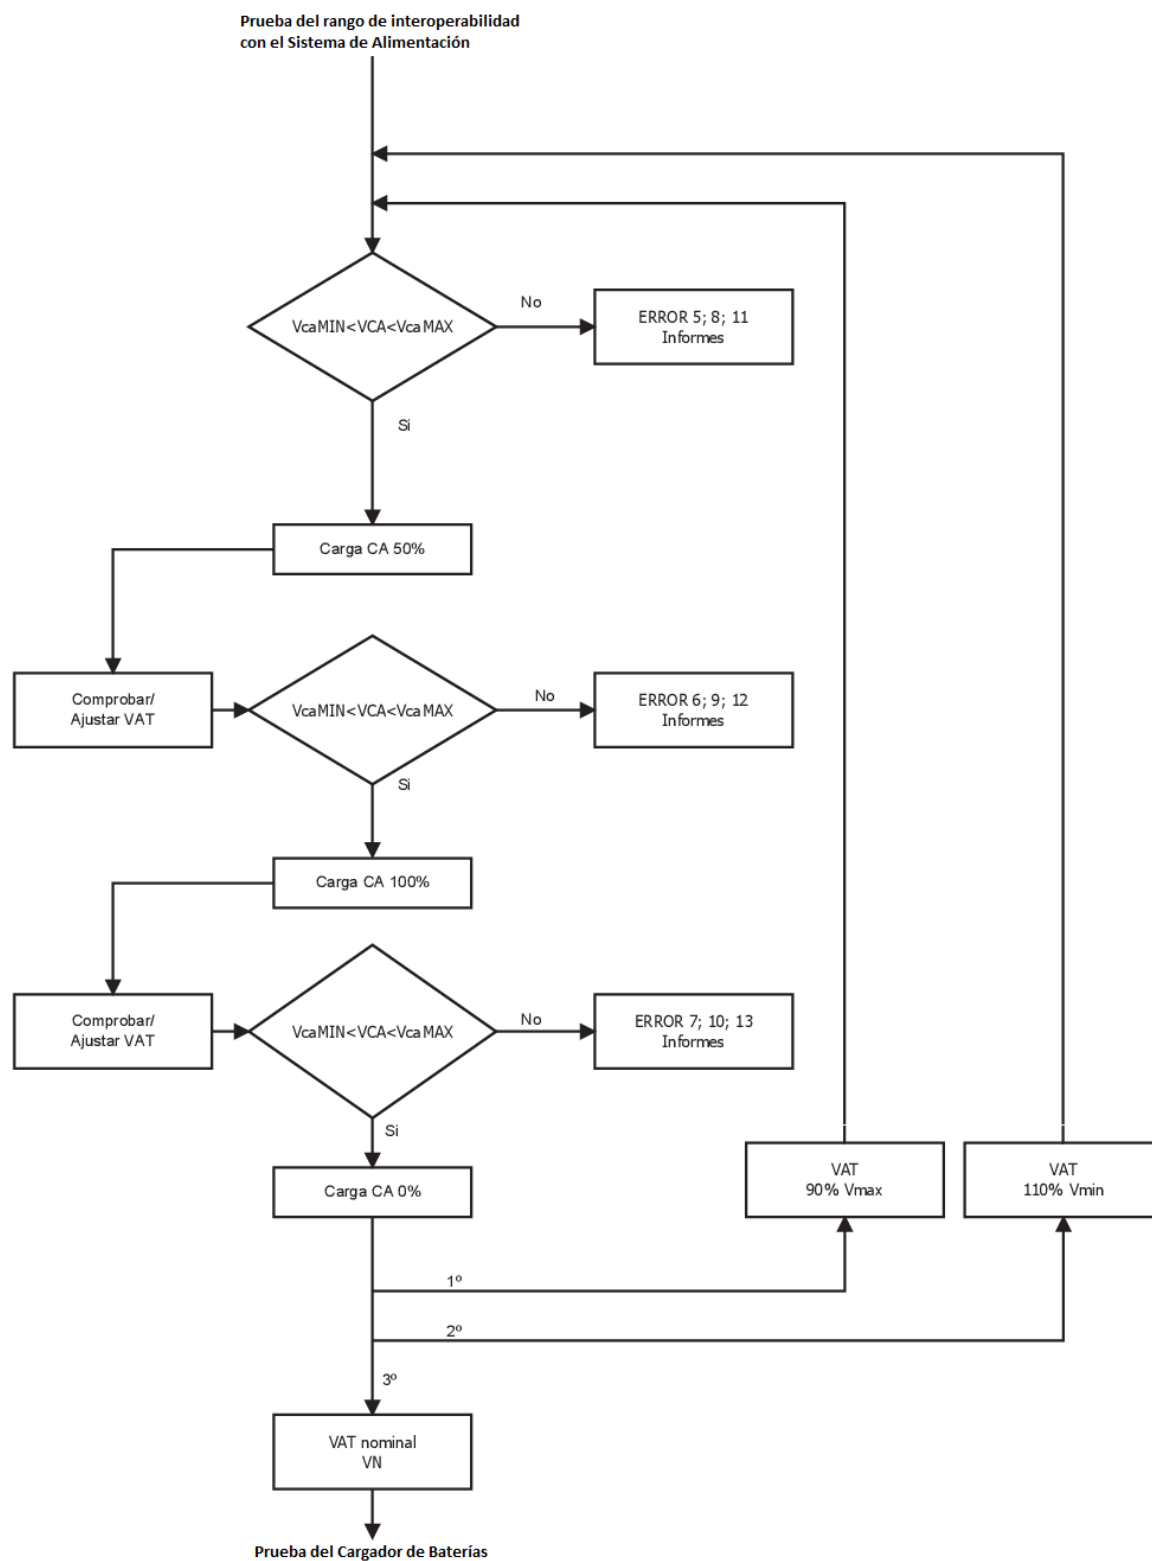 Prueba del rango de interoperabilidad
con el Sistema de Alimentación
VcaMIN<VCA<VcaMAX
No
ERROR 5; 8; 11
Informes
Si
Carga CA 50%
Comprobar/
Ajustar VAT
VcaMIN<VCA<VcaMAX
No
ERROR 6; 9; 12
Informes
Si
Carga CA 100%
Comprobar/
Ajustar VAT
VcaMIN<VCA<VcaMAX
No
ERROR 7; 10; 13
Informes
Si
Carga CA 0%
VAT
90% Vmax
VAT
110% Vmin
1º
2º
3º
VAT nominal
VN
Prueba del Cargador de Baterías